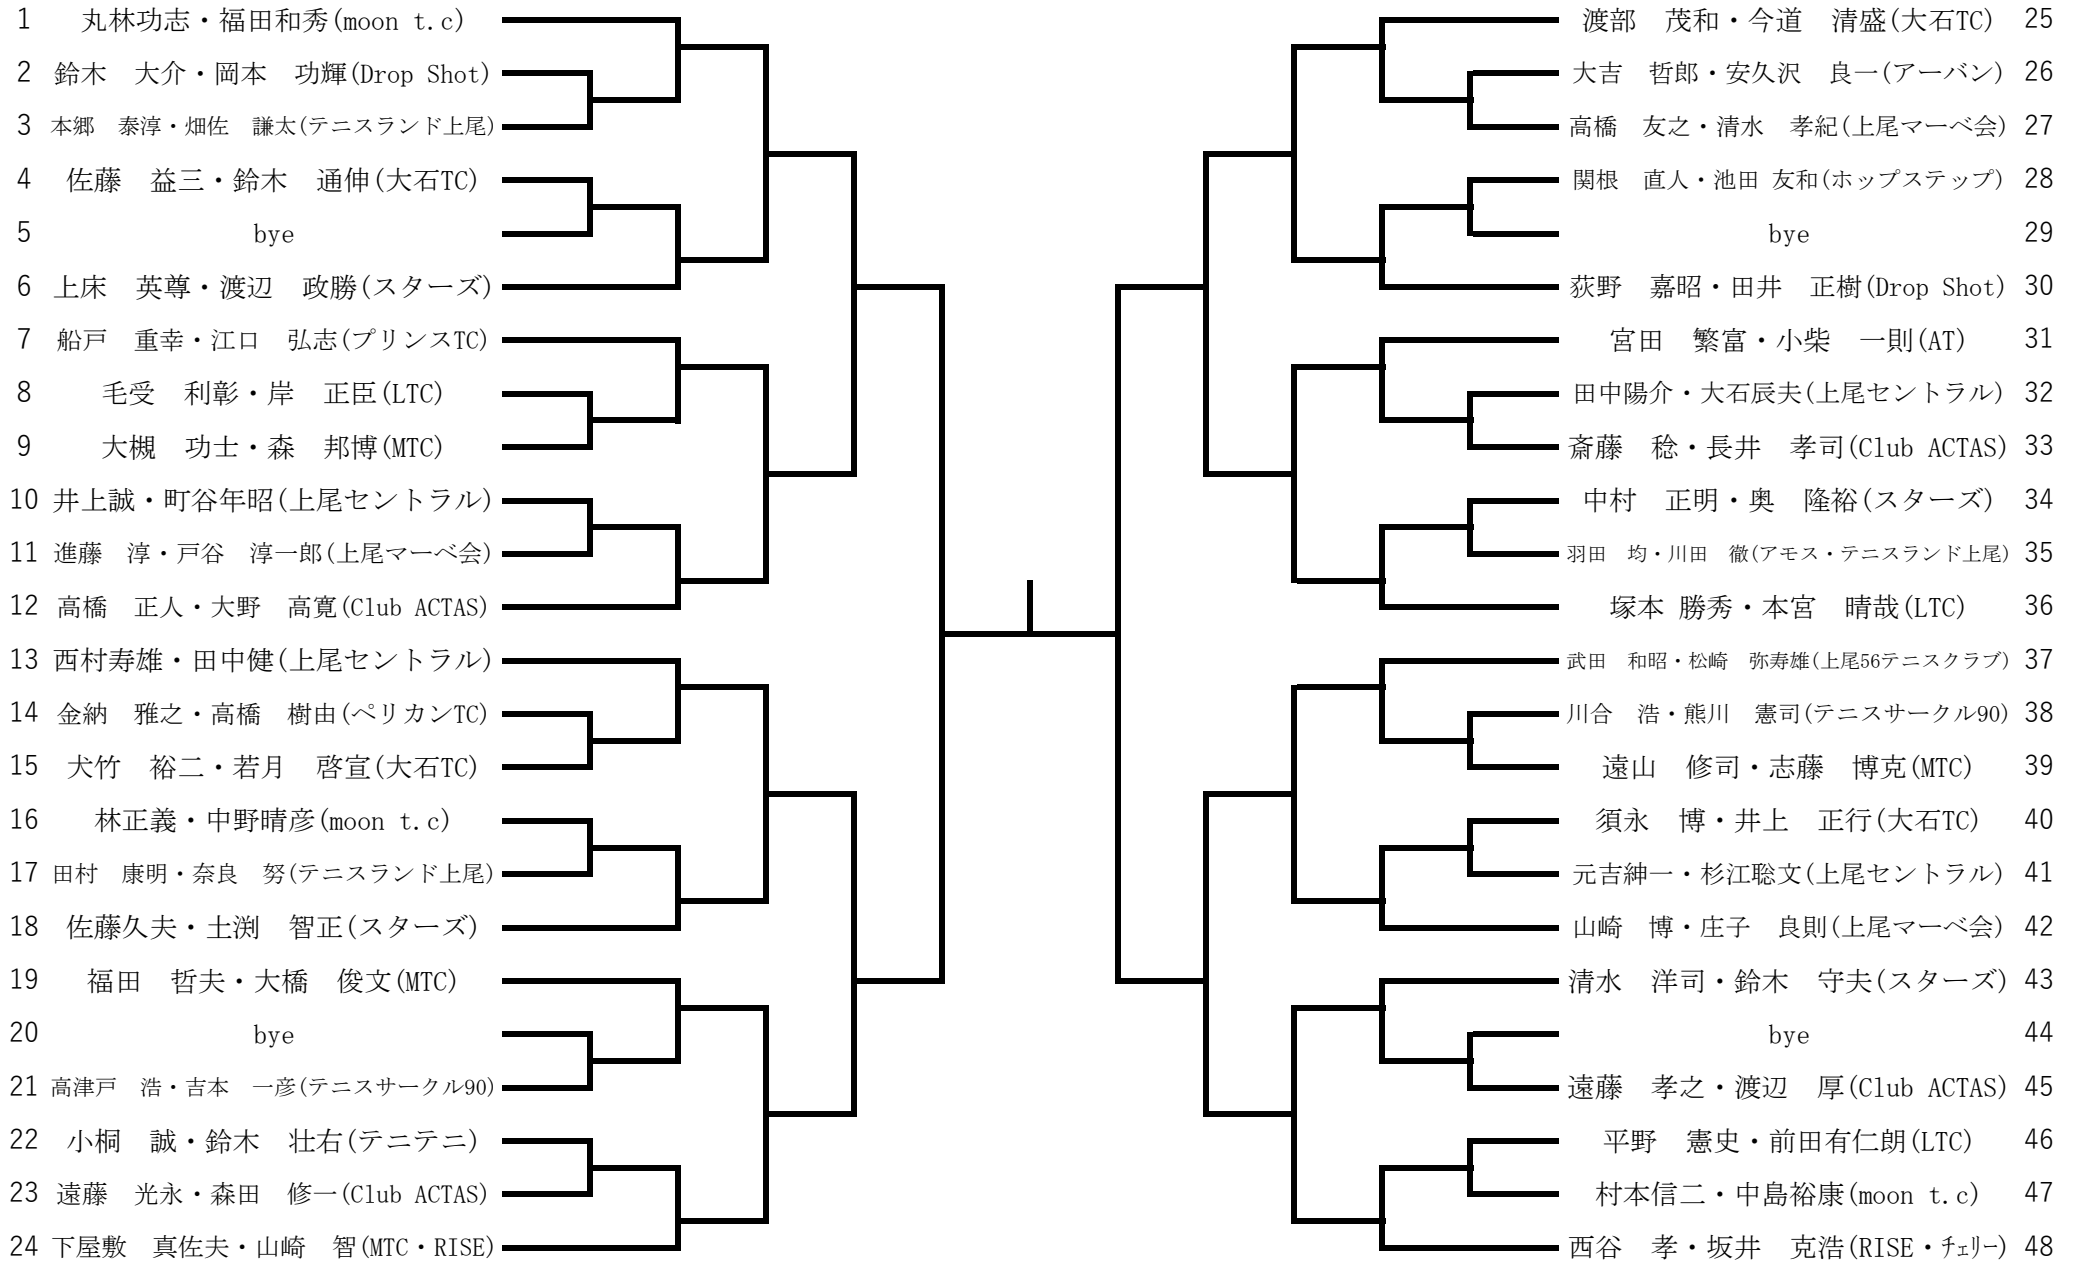 1 丸林功志・福田和秀(moon t.c)
2 鈴木　大介・岡本　功輝(Drop Shot)
3 本郷　泰淳・畑佐　謙太(テニスランド上尾)
4 佐藤　益三・鈴木　通伸(大石TC)
5 bye
6 上床　英尊・渡辺　政勝(スターズ)
7 船戸　重幸・江口　弘志(プリンスTC)
8 毛受　利彰・岸　正臣(LTC)
9 大槻　功士・森　邦博(MTC)
10 井上誠・町谷年昭(上尾セントラル)
11 進藤　淳・戸谷　淳一郎(上尾マーベ会)
12 高橋　正人・大野　高寛(Club ACTAS)
13 西村寿雄・田中健(上尾セントラル)
14 金納　雅之・高橋　樹由(ペリカンTC)
15 犬竹　裕二・若月　啓宣(大石TC)
16 林正義・中野晴彦(moon t.c)
17 田村　康明・奈良　努(テニスランド上尾)
18 佐藤久夫・土渕　智正(スターズ)
19 福田　哲夫・大橋　俊文(MTC)
20 bye
21 高津戸　浩・吉本　一彦(テニスサークル90)
22 小桐　誠・鈴木　壮右(テニテニ)
23 遠藤　光永・森田　修一(Club ACTAS)
24 下屋敷　真佐夫・山崎　智(MTC・RISE)
渡部　茂和・今道　清盛(大石TC) 25
大吉　哲郎・安久沢　良一(アーバン) 26
高橋　友之・清水　孝紀(上尾マーベ会) 27
関根　直人・池田 友和(ホップステップ) 28
bye 29
荻野　嘉昭・田井　正樹(Drop Shot) 30
宮田　繁富・小柴　一則(AT) 31
田中陽介・大石辰夫(上尾セントラル) 32
斎藤　稔・長井　孝司(Club ACTAS) 33
中村　正明・奥　隆裕(スターズ) 34
羽田　均・川田　徹(アモス・テニスランド上尾) 35
塚本 勝秀・本宮　晴哉(LTC) 36
武田　和昭・松崎　弥寿雄(上尾56テニスクラブ) 37
川合　浩・熊川　憲司(テニスサークル90) 38
遠山　修司・志藤　博克(MTC) 39
須永　博・井上　正行(大石TC) 40
元吉紳一・杉江聡文(上尾セントラル) 41
山崎　博・庄子　良則(上尾マーベ会) 42
清水　洋司・鈴木　守夫(スターズ) 43
bye 44
遠藤　孝之・渡辺　厚(Club ACTAS) 45
平野　憲史・前田有仁朗(LTC) 46
村本信二・中島裕康(moon t.c) 47
西谷　孝・坂井　克浩(RISE・ﾁｪﾘｰ) 48